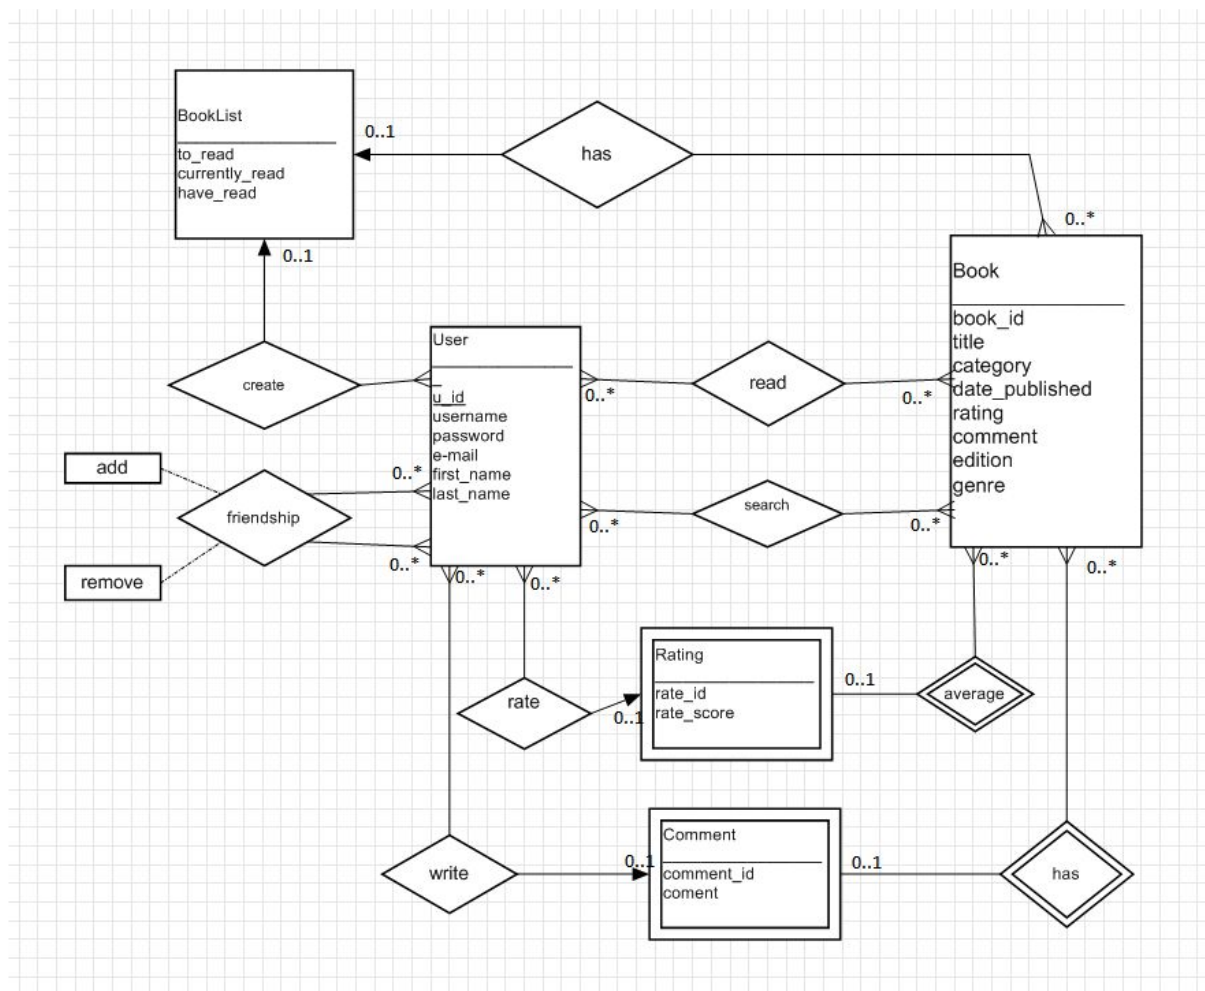 BookList
to_read
currently_read
have_read
0..1
has
0..*
0..1
Book
book_id
title
category
date_published
rating
comment
edition
genre
User
u_id
username
password
e-mail
first_name
last_name
create
read
0..*
0..*
add
friendship
remove
0..*
0..*
search
0..*
0..*
0..*
0..*
0..*
0..*
Rating
rate_id
rate_score
0..1
average
rate
0..1
Comment
comment_id
coment
write
0..1
0..1
has